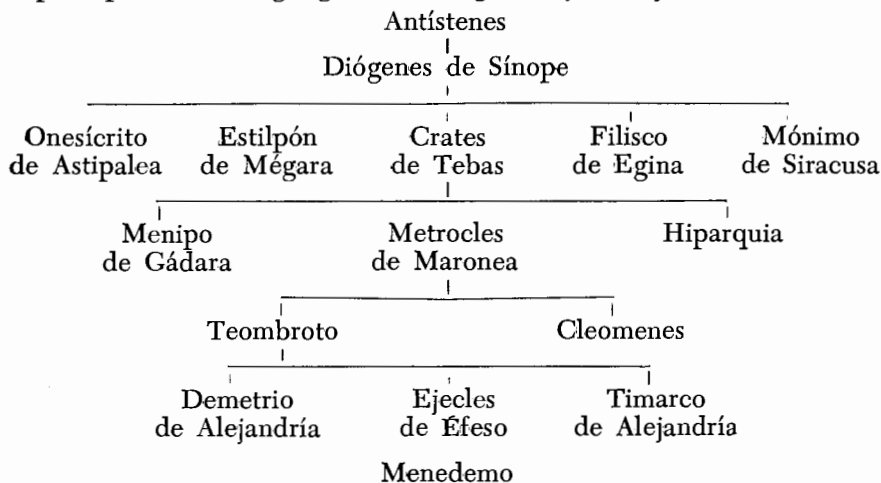 Antístenes
Diógenes de Sínope
Onesícrito Estilpón Crates Filisco Mónimo
de Astipalea de Mégara de Tebas de Egina de Siracusa
Menipo Metrocles Hiparquia
de Gádara de Maronea
Teombroto Cleomenes
Demetrio Ejecles Timarco
de Alejandría de Éfeso de Alejandría
Menedemo